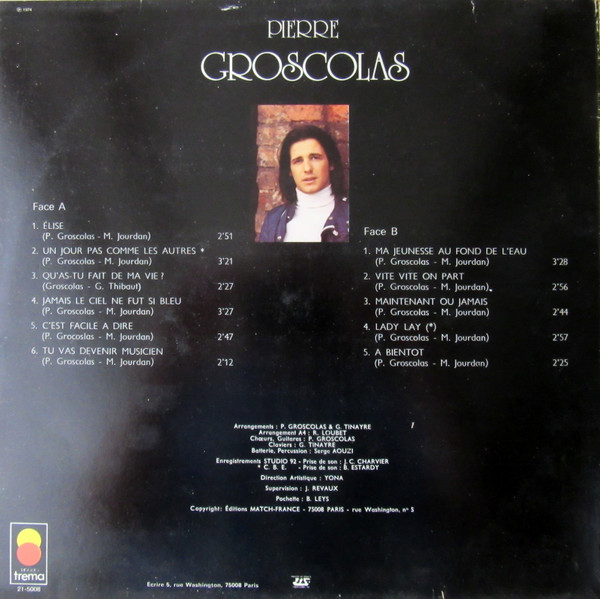 ℗ 1974
PIERRE
GROSCOLAS
Face A
1. ÉLISE
(P. Groscolas - M. Jourdan) 2'51
2. UN JOUR PAS COMME LES AUTRES *
(P. Groscolas - M. Jourdan) 3'21
3. QU'AS-TU FAIT DE MA VIE ?
(Groscolas - G. Thibaut) 2'27
4. JAMAIS LE CIEL NE FUT SI BLEU
(P. Groscolas - M. Jourdan) 3'27
5. C'EST FACILE A DIRE
(P. Grocoslas - M. Jourdan) 2'47
6. TU VAS DEVENIR MUSICIEN
(P. Groscolas - M. Jourdan) 2'12
Face B
1. MA JEUNESSE AU FOND DE L'EAU
(P. Groscolas - M. Jourdan) 3'28
2. VITE VITE ON PART
(P. Groscolas - M. Jourdan) 2'56
3. MAINTENANT OU JAMAIS
(P. Groscolas - M. Jourdan) 2'44
4. LADY LAY (*)
(P. Groscolas - M. Jourdan) 2'57
5. A BIENTOT
(P. Groscolas - M. Jourdan) 2'25
Arrangements : P. GROSCOLAS & G. TINAYRE
Arrangement A4 : R. LOUBET
Chœurs, Guitares : P. GROSCOLAS
Claviers : G. TINAYRE
Batterie, Percussion : Serge AOUZI
Enregistrements STUDIO 92 - Prise de son : J.C. CHARVIER
* C. B. E. - Prise de son : B. ESTARDY
Direction Artistique : YONA
Supervision : J. REVAUX
Pochette : B. LEYS
Copyright: Éditions MATCH-FRANCE - 75008 PARIS - rue Washington, n° 5
trema
21-5008
Ecrire 5, rue Washington, 75008 Paris